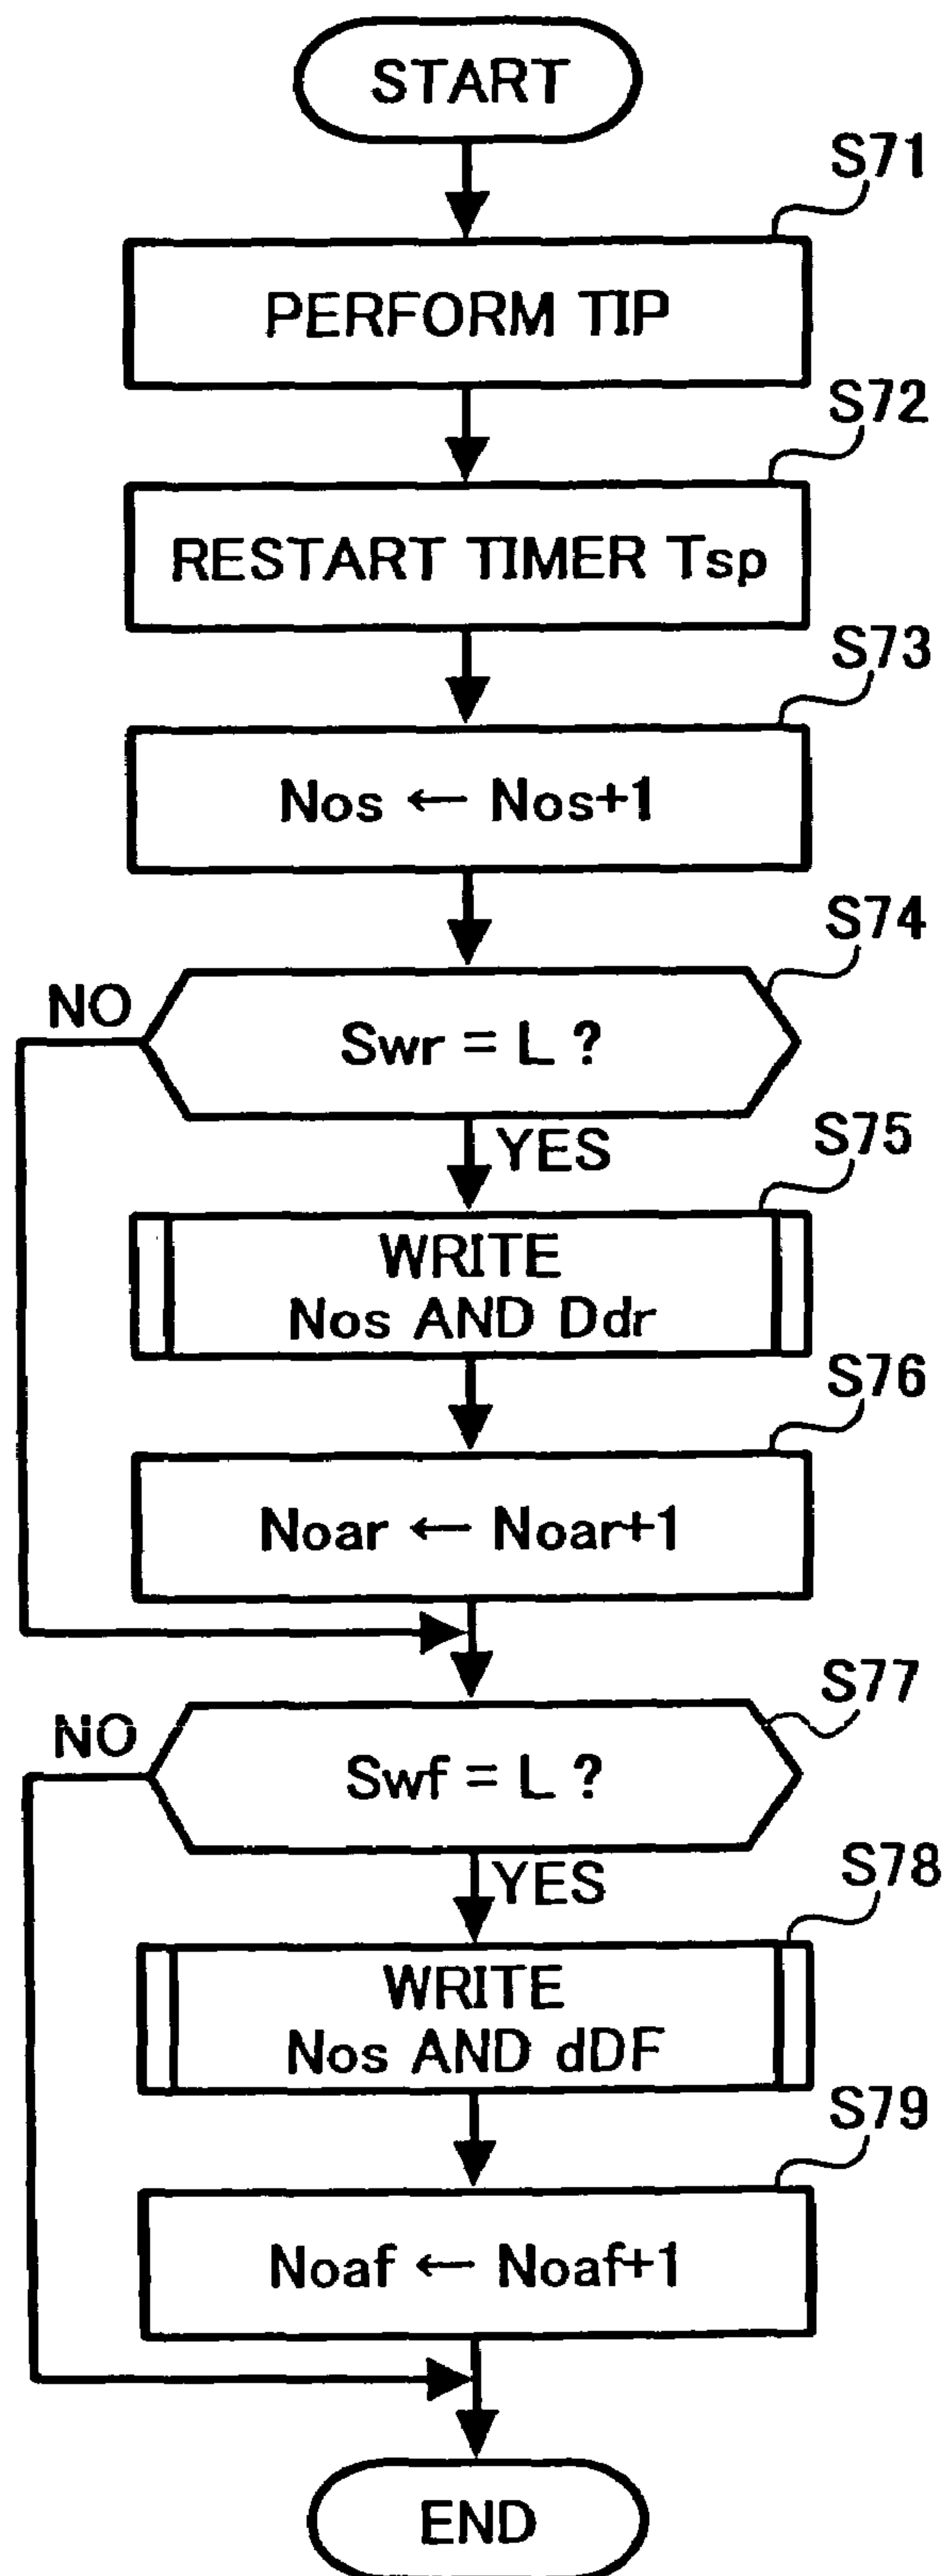 START
S71
PERFORM TIP
S72
RESTART TIMER Tsp
S73
Nos ← Nos+1
S74
NO
Swr = L ?
YES
S75
WRITE
Nos AND Ddr
S76
Noar ← Noar+1
S77
NO
Swf = L ?
YES
S78
WRITE
Nos AND dDF
S79
Noaf ← Noaf+1
END